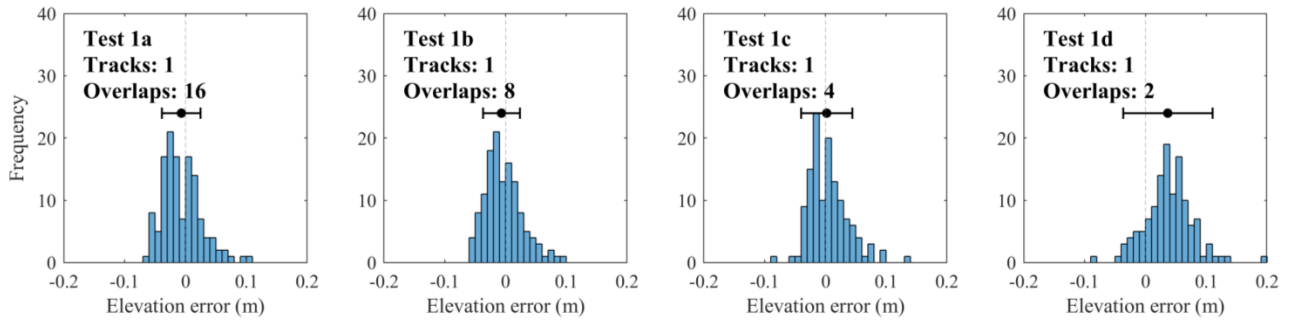 Frequency
40
30
20
10
0
Test 1a
Tracks: 1
Overlaps: 16
-0.2 -0.1 0 0.1 0.2
Elevation error (m)
40
30
20
10
0
Test 1b
Tracks: 1
Overlaps: 8
-0.2 -0.1 0 0.1 0.2
Elevation error (m)
40
30
20
10
0
Test 1c
Tracks: 1
Overlaps: 4
-0.2 -0.1 0 0.1 0.2
Elevation error (m)
40
30
20
10
0
Test 1d
Tracks: 1
Overlaps: 2
-0.2 -0.1 0 0.1 0.2
Elevation error (m)